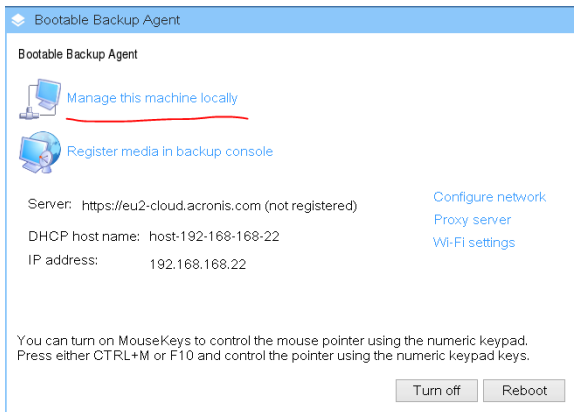 Bootable Backup Agent
Bootable Backup Agent
Manage this machine locally
Register media in backup console
Server: https://eu2-cloud.acronis.com (not registered)
Configure network
Proxy server
DHCP host name: host-192-168-168-22
Wi-Fi settings
IP address: 192.168.168.22
You can turn on MouseKeys to control the mouse pointer using the numeric keypad.
Press either CTRL+M or F10 and control the pointer using the numeric keypad keys.
Turn off
Reboot